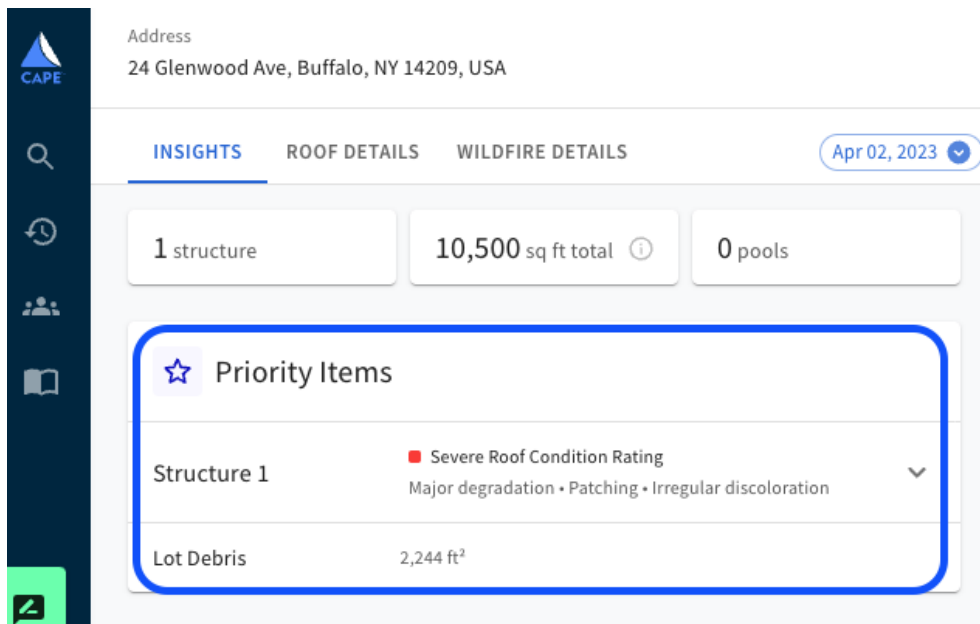 CAPE
Address
24 Glenwood Ave, Buffalo, NY 14209, USA
INSIGHTS ROOF DETAILS WILDFIRE DETAILS Apr 02, 2023
1 structure 10,500 sq ft total 0 pools
Priority Items
Structure 1
Severe Roof Condition Rating
Major degradation • Patching • Irregular discoloration
Lot Debris 2,244 ft²